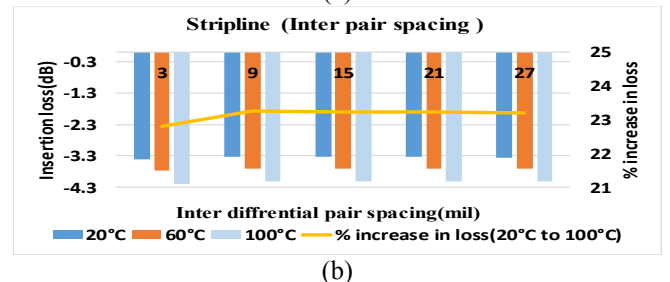 Stripline (Inter pair spacing )
-0.3
-1.3
-2.3
-3.3
-4.3
Insertion loss(dB)
3 9 15 21 27
25
24
23
22
21
% increase in loss
Inter diffrential pair spacing(mil)
20°C 60°C 100°C % increase in loss(20°C to 100°C)
(b)